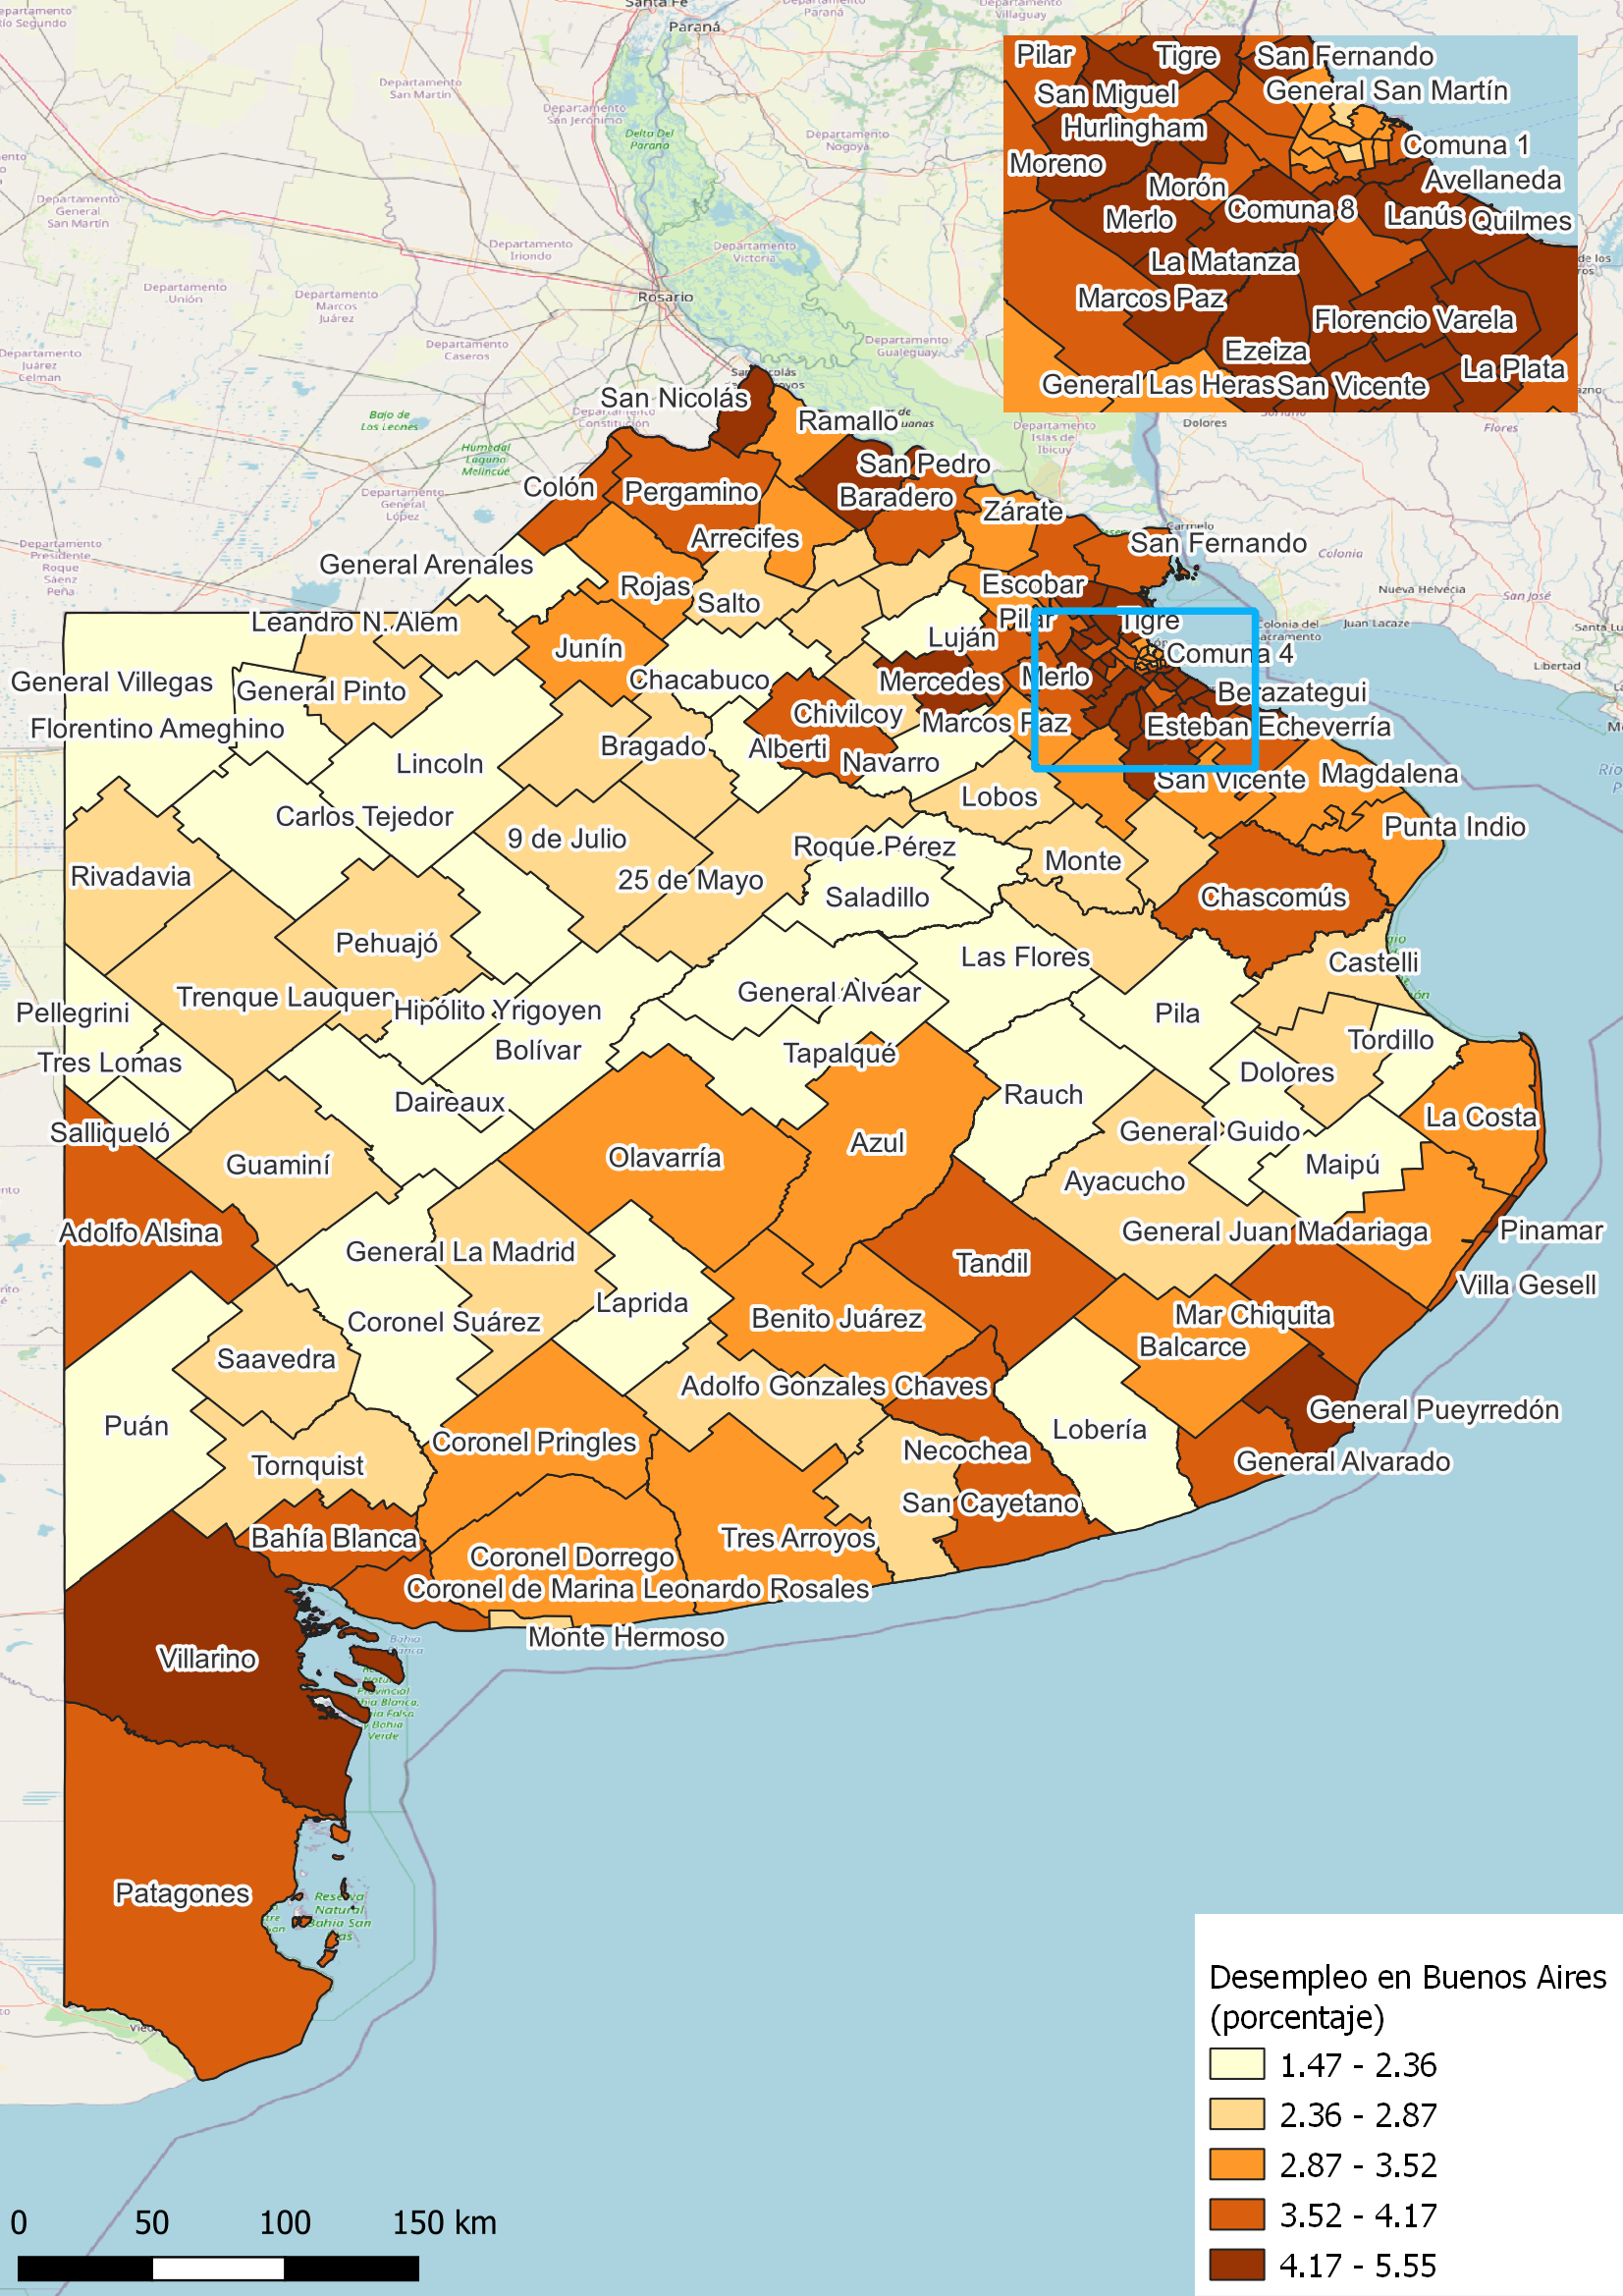 Santa Fe
Paraná
Departamento
San Martín
Departamento
San Jerónimo
Delta Del
Paraná
Departamento
Nogoya
Departamento
General
San Martín
Departamento
Iriondo
Departamento
Victoria
Departamento
Unión
Departamento
Marcos
Juárez
Rosario
Departamento
Caseros
Departamento
Gualeguay
Departamento
Juárez
Celman
Bajo de
Los Leones
Humedal
Laguna
Melincué
Departamento
General
López
Departamento
Constitución
Departamento
Islas de
Ibicuy
Departamento
Presidente
Roque
Sáenz
Peña
Dolores
Flores
Carmelo
Colonia
Nueva Helvecia
San José
Juan Lacaze
Colonia del
Sacramento
Libertad
Pilar
Tigre
San Fernando
San Miguel
General San Martín
Hurlingham
Comuna 1
Moreno
Avellaneda
Morón
Comuna 8
Lanús
Quilmes
Merlo
La Matanza
Marcos Paz
Florencio Varela
Ezeiza
La Plata
General Las Heras
San Vicente
San Nicolás
Ramallo
Colón
Pergamino
San Pedro
Baradero
Arrecifes
Zárate
San Fernando
General Arenales
Rojas
Salto
Escobar
Leandro N. Alem
Junín
Luján
Pilar
Tigre
Comuna 4
General Villegas
General Pinto
Chacabuco
Mercedes
Merlo
Berazategui
Florentino Ameghino
Chivilcoy
Marcos Paz
Esteban Echeverría
Lincoln
Bragado
Alberti
Navarro
San Vicente
Magdalena
Carlos Tejedor
9 de Julio
Lobos
Punta Indio
Rivadavia
25 de Mayo
Roque Pérez
Monte
Saladillo
Chascomús
Pehuajó
Las Flores
Castelli
Trenque Lauquen
Pellegrini
Hipólito Yrigoyen
General Alvear
Pila
Tres Lomas
Bolívar
Tapalqué
Tordillo
Daireaux
Rauch
Dolores
Salliqueló
Guaminí
Olavarría
Azul
General Guido
La Costa
Ayacucho
Maipú
Adolfo Alsina
General La Madrid
General Juan Madariaga
Pinamar
Tandil
Villa Gesell
Laprida
Coronel Suárez
Benito Juárez
Mar Chiquita
Saavedra
Balcarce
Adolfo Gonzales Chaves
Puán
Coronel Pringles
Lobería
General Pueyrredón
Tornquist
Necochea
General Alvarado
San Cayetano
Bahía Blanca
Tres Arroyos
Coronel Dorrego
Coronel de Marina Leonardo Rosales
Monte Hermoso
Villarino
Patagones
Reserva
Natural
Bahía San
Desempleo en Buenos Aires
(porcentaje)
1.47 - 2.36
2.36 - 2.87
2.87 - 3.52
3.52 - 4.17
4.17 - 5.55
0
50
100
150 km